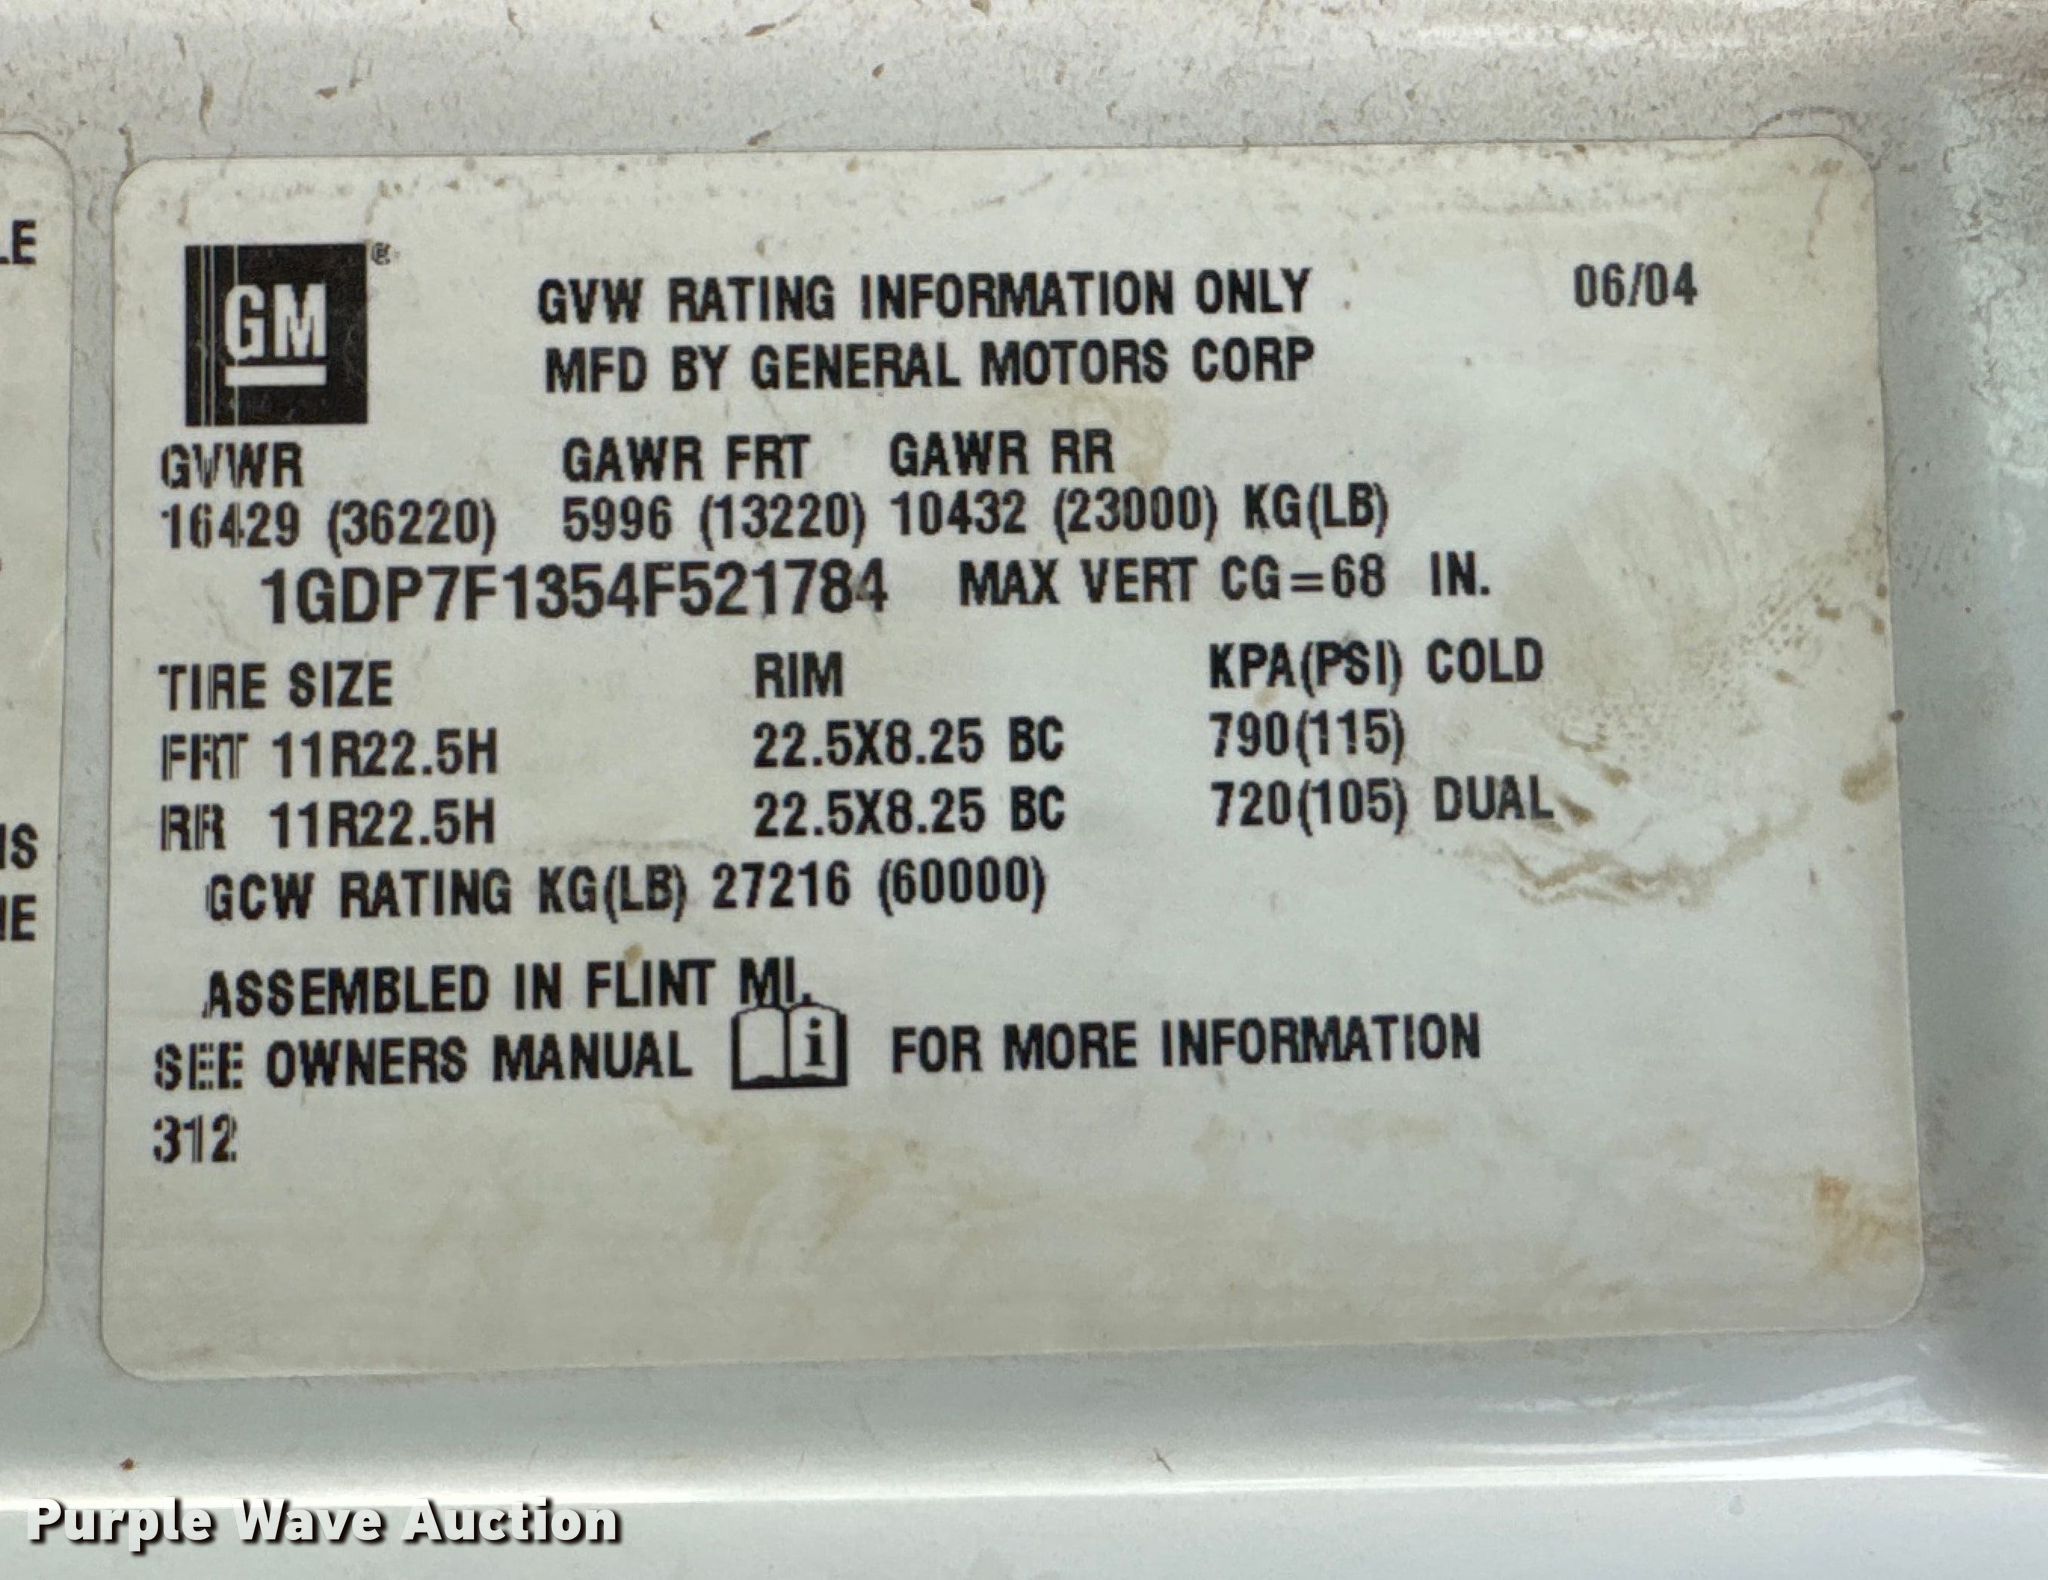 GM
GVW RATING INFORMATION ONLY 06/04
MFD BY GENERAL MOTORS CORP
GVWR GAWR FRT GAWR RR
16429 (36220) 5996 (13220) 10432 (23000) KG(LB)
1GDP7F1354F521784 MAX VERT CG=68 IN.
TIRE SIZE RIM KPA(PSI) COLD
FRT 11R22.5H 22.5X8.25 BC 790(115)
RR 11R22.5H 22.5X8.25 BC 720(105) DUAL
GCW RATING KG(LB) 27216 (60000)
ASSEMBLED IN FLINT MI.
SEE OWNERS MANUAL i FOR MORE INFORMATION
312
Purple Wave Auction